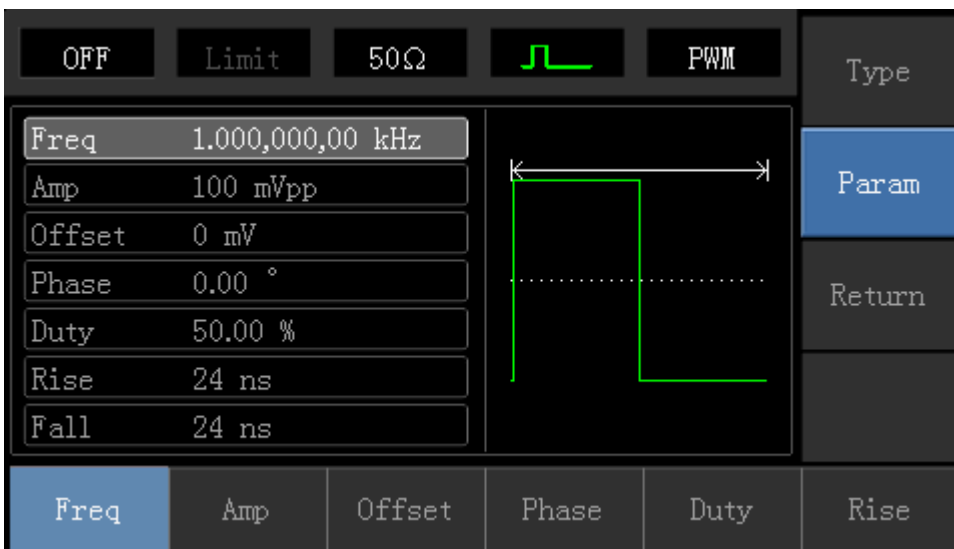 OFF Limit 50Ω PWM
Type
Freq 1.000,000,00 kHz
Amp 100 mVpp
Param
Offset 0 mV
Phase 0.00 °
Return
Duty 50.00 %
Rise 24 ns
Fall 24 ns
Freq Amp Offset Phase Duty Rise